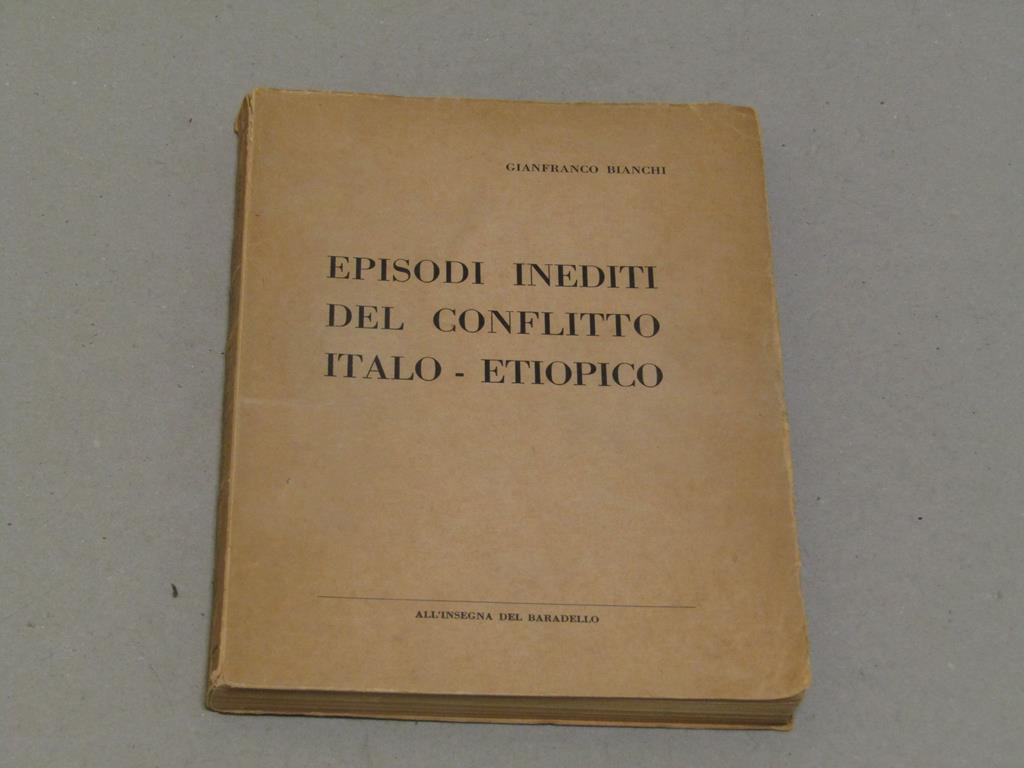 GIANFRANCO BIANCHI
EPISODI INEDITI
DEL CONFLITTO
ITALO - ETIOPICO
ALL'INSEGNA DEL BARADELLO